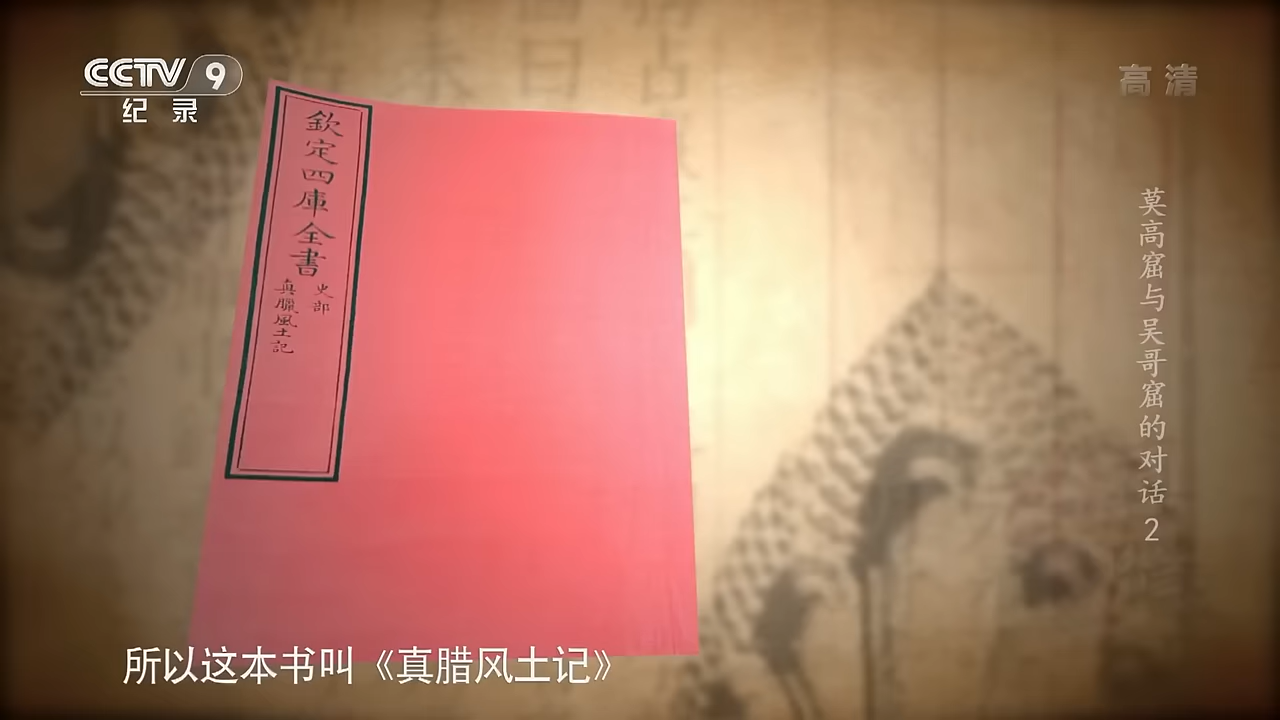 CCTV 9
纪录
高清
欽定四庫全書
史部
真臘風土記
莫高窟与吴哥窟的对话 2
所以这本书叫《真腊风土记》